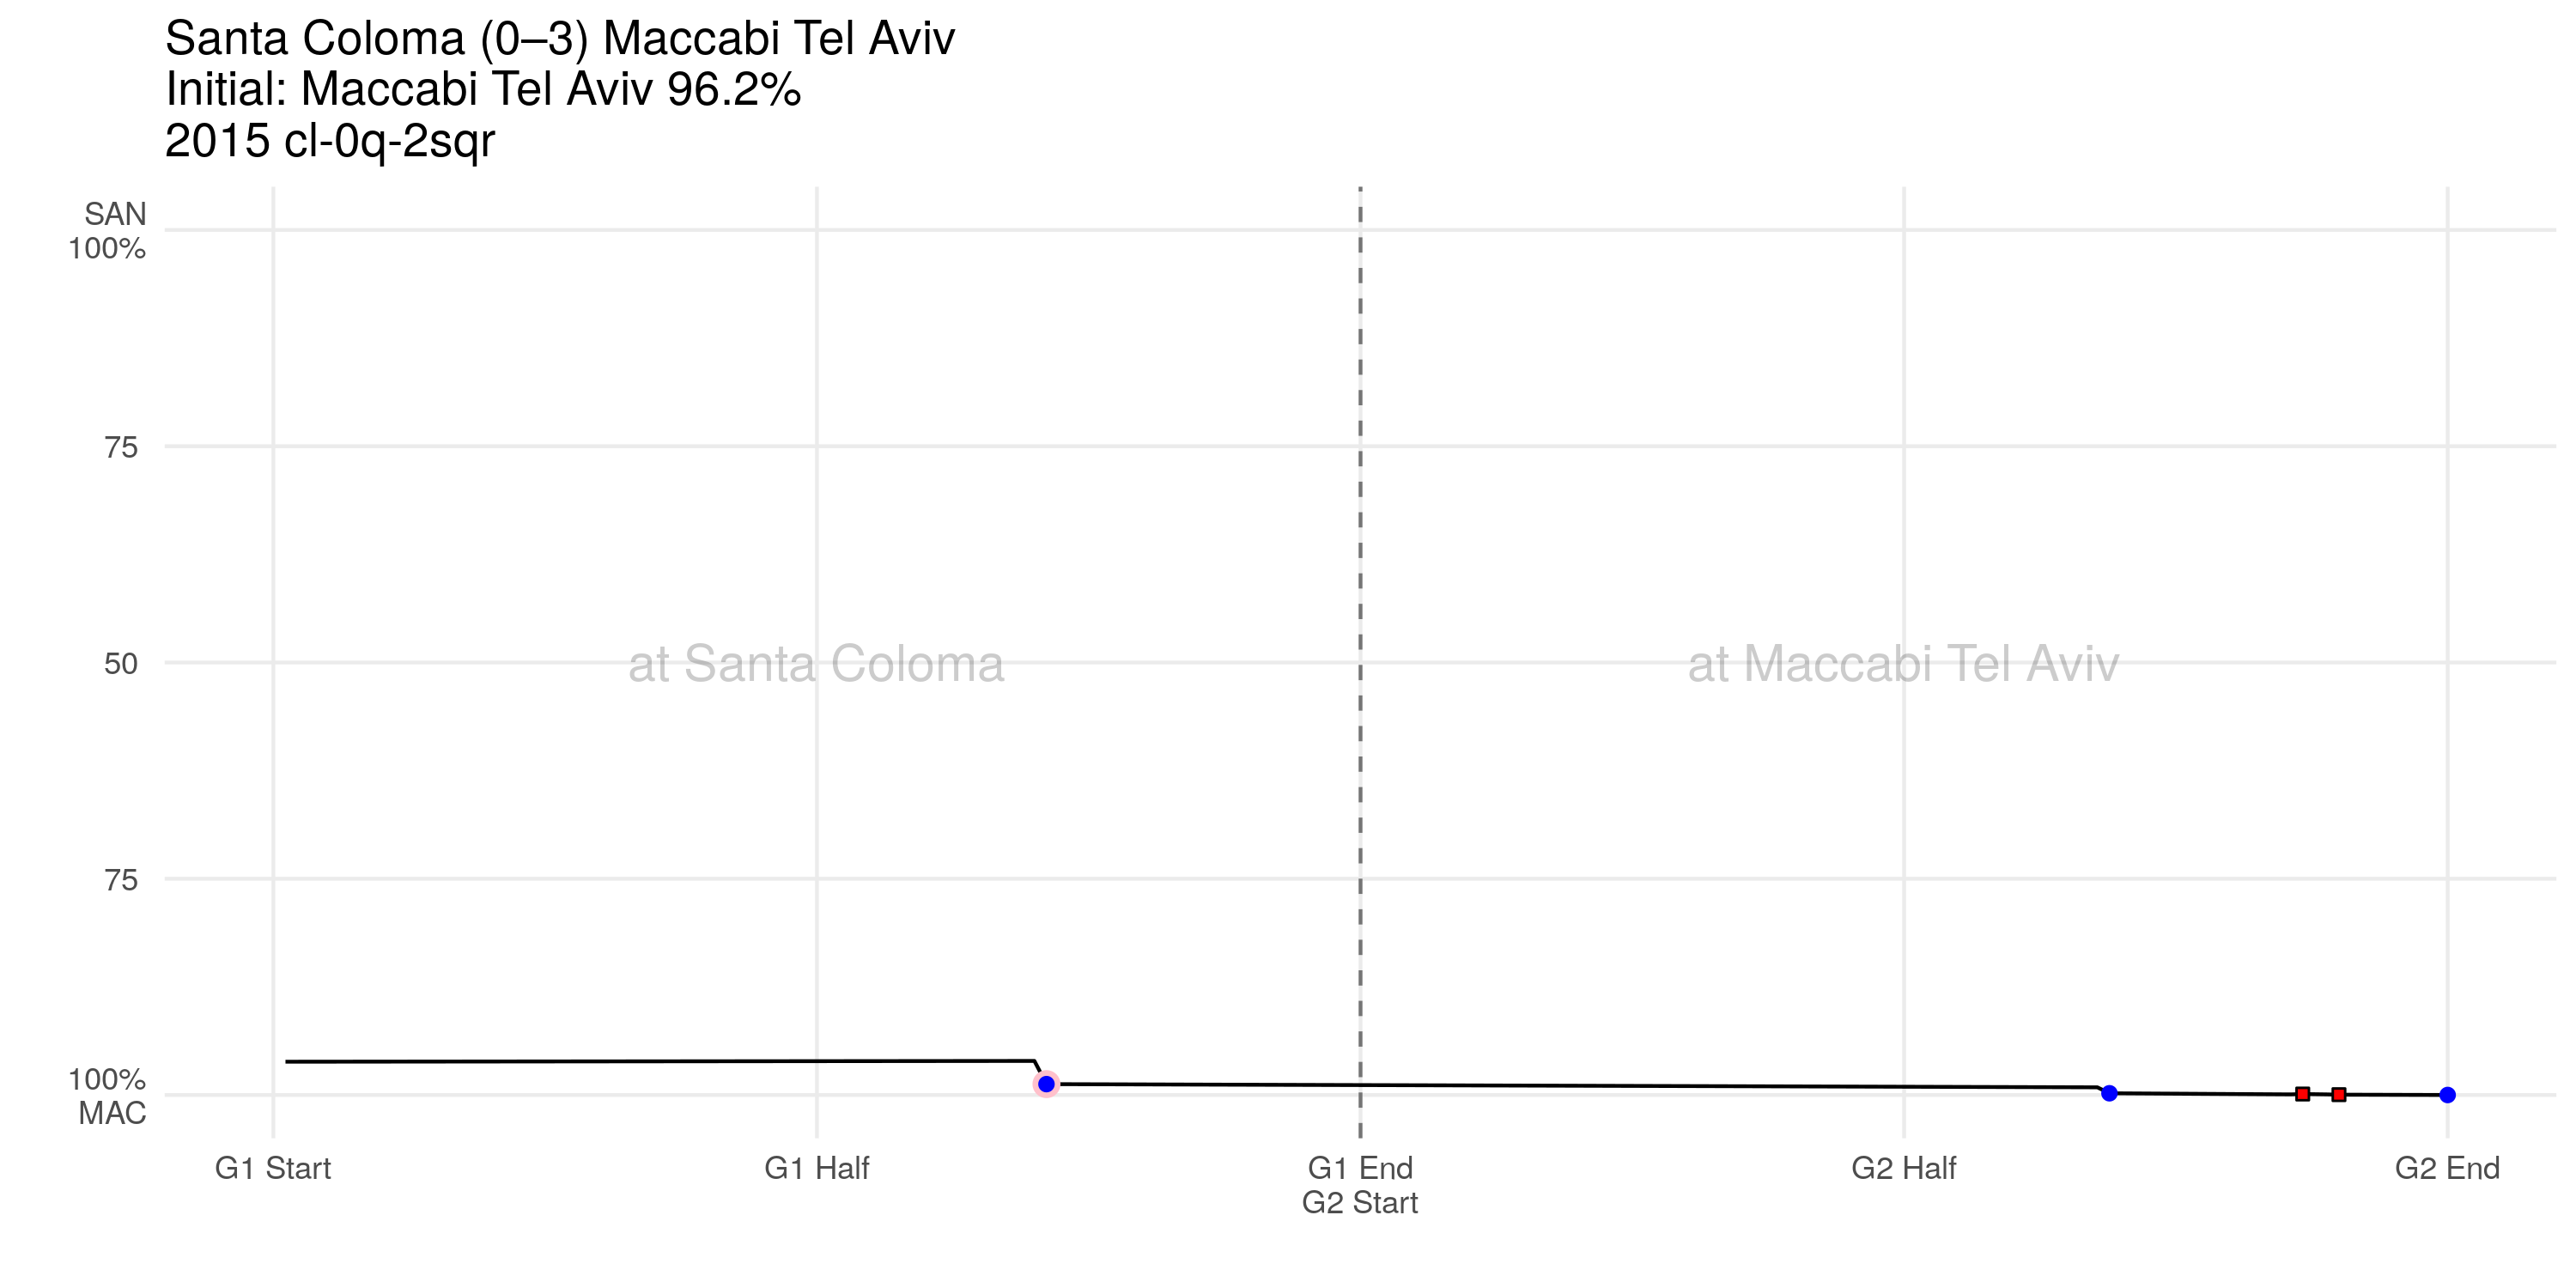 Santa Coloma (0–3) Maccabi Tel Aviv
Initial: Maccabi Tel Aviv 96.2%
2015 cl-0q-2sqr
SAN
100%
75
50
75
100%
MAC
at Santa Coloma
at Maccabi Tel Aviv
G1 Start
G1 Half
G1 End
G2 Start
G2 Half
G2 End